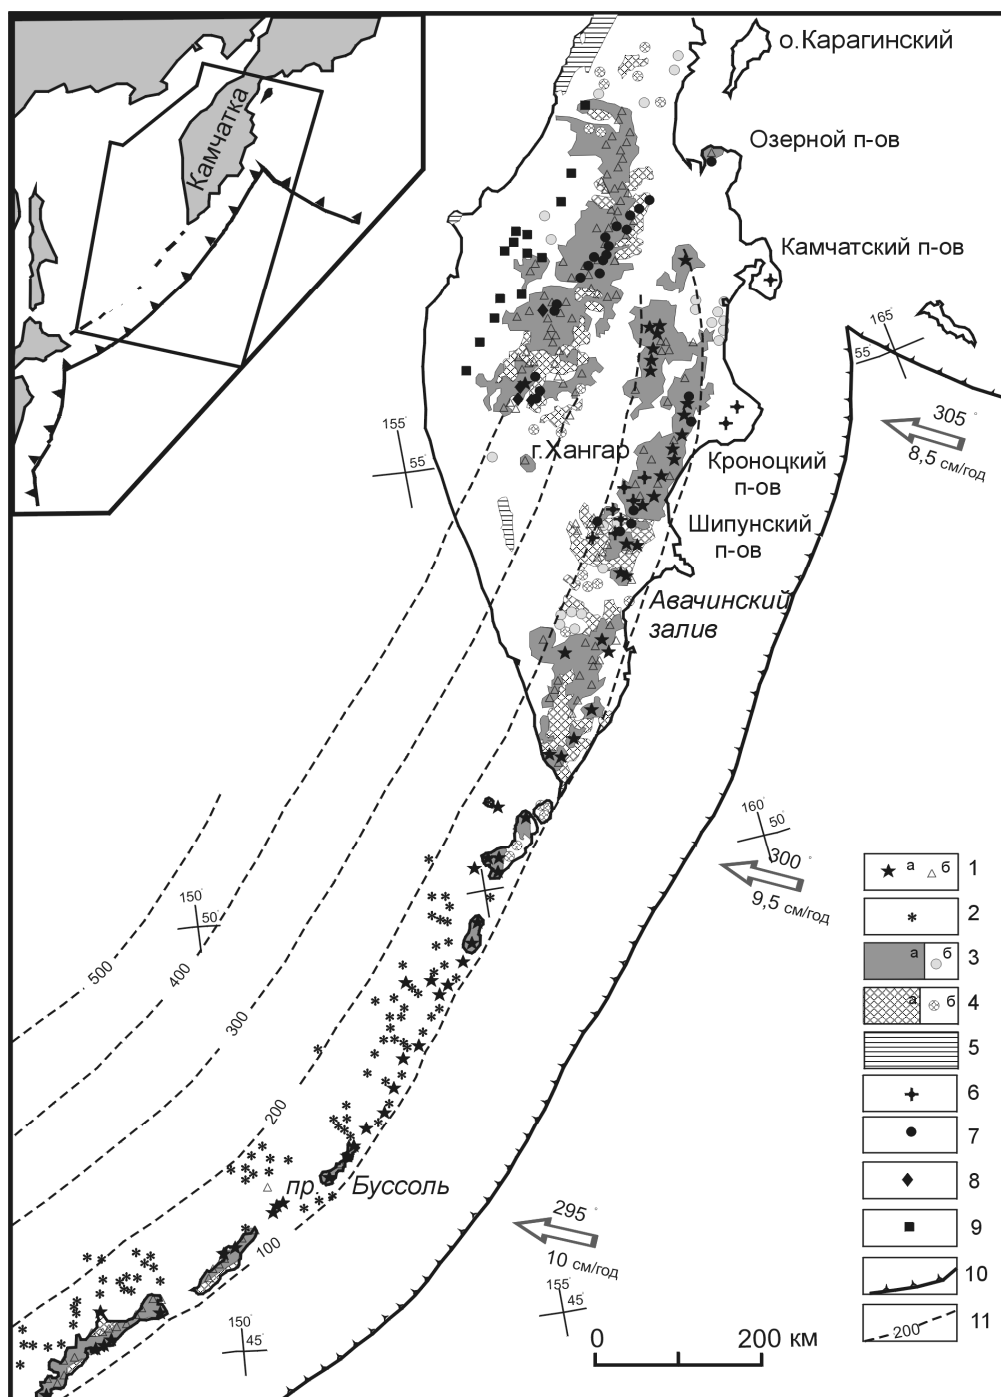 о.Карагинский
Озерной п-ов
Камчатка
Камчатский п-ов
165°
55
305°
8,5 см/год
155°
55°
г.Хангар
Кроноцкий
п-ов
Шипунский
п-ов
Авачинский
залив
160°
50°
300°
9,5 см/год
150°
50°
500
400
300
200
100
пр. Буссоль
295°
10 см/год
155°
45°
150°
45°
0 200 км
а б 1
2
а б 3
а б 4
5
6
7
8
9
10
200 11